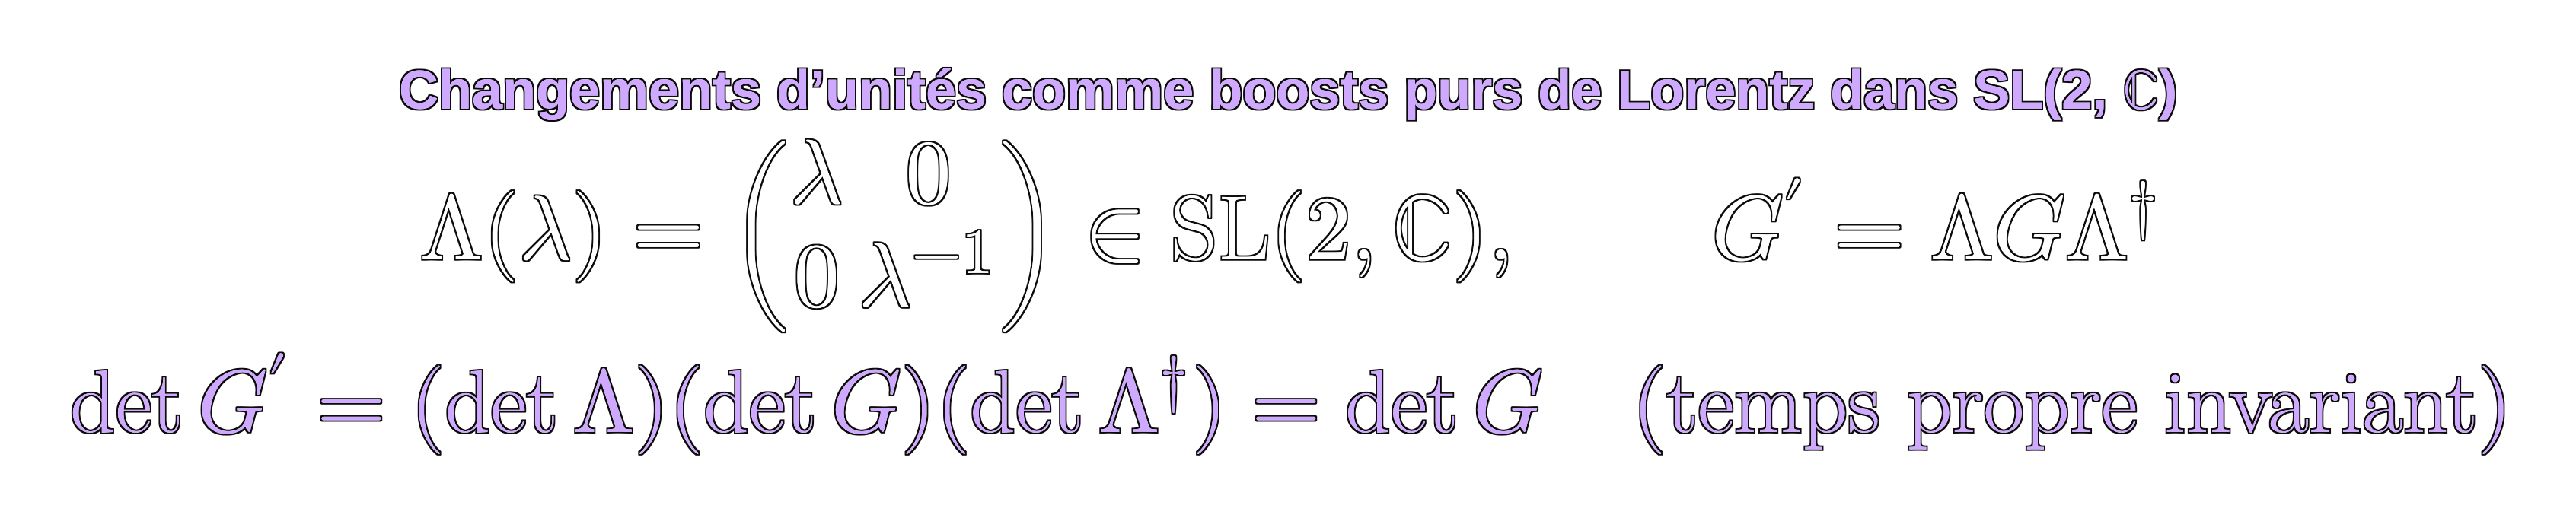 Changements d’unités comme boosts purs de Lorentz dans SL(2, ℂ)
Λ(λ) = (λ 0; 0 λ⁻¹) ∈ SL(2, ℂ), G′ = ΛGΛ†
det G′ = (det Λ)(det G)(det Λ†) = det G (temps propre invariant)